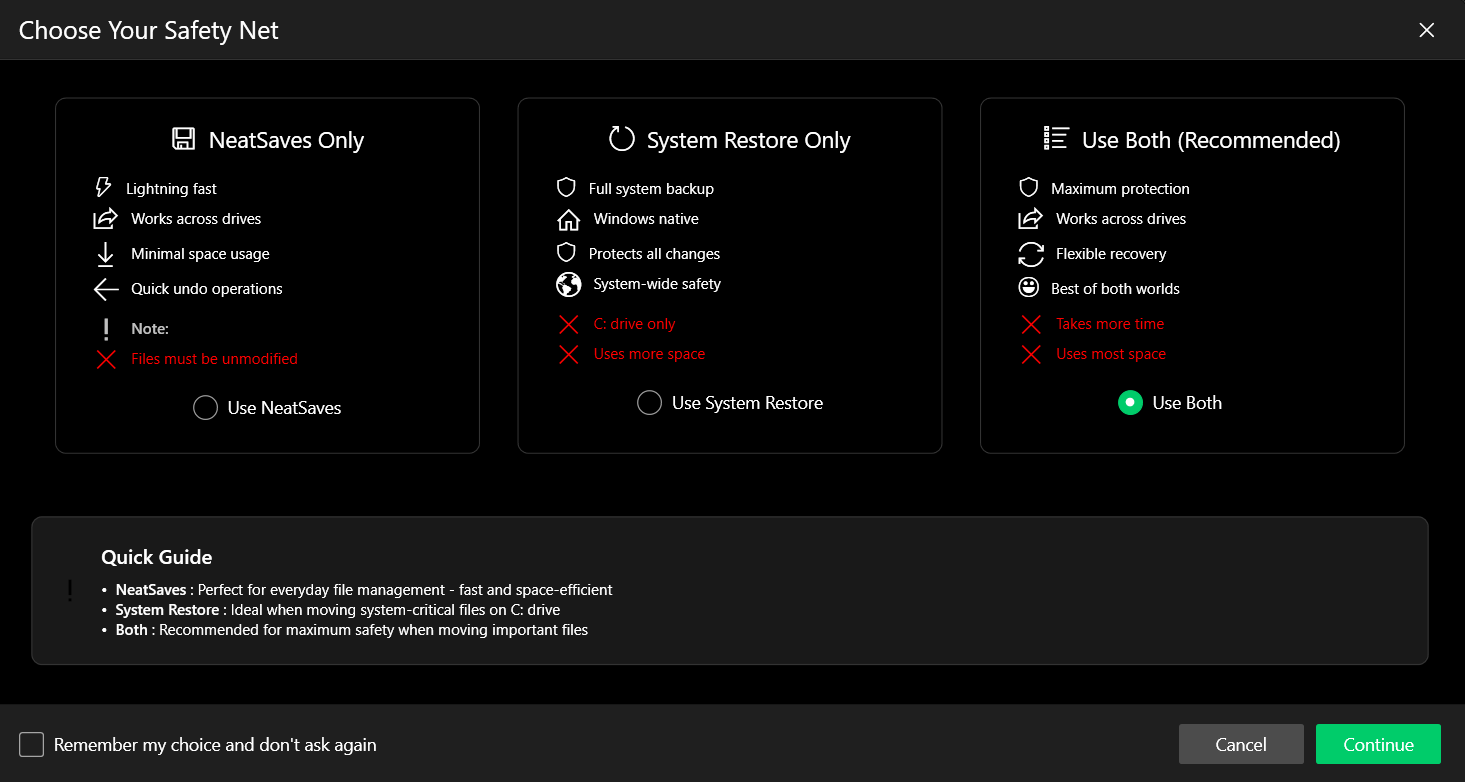 Choose Your Safety Net
NeatSaves Only
Lightning fast
Works across drives
Minimal space usage
Quick undo operations
Note:
Files must be unmodified
Use NeatSaves
System Restore Only
Full system backup
Windows native
Protects all changes
System-wide safety
C: drive only
Uses more space
Use System Restore
Use Both (Recommended)
Maximum protection
Works across drives
Flexible recovery
Best of both worlds
Takes more time
Uses most space
Use Both
Quick Guide
• NeatSaves : Perfect for everyday file management - fast and space-efficient
• System Restore : Ideal when moving system-critical files on C: drive
• Both : Recommended for maximum safety when moving important files
Remember my choice and don't ask again
Cancel
Continue